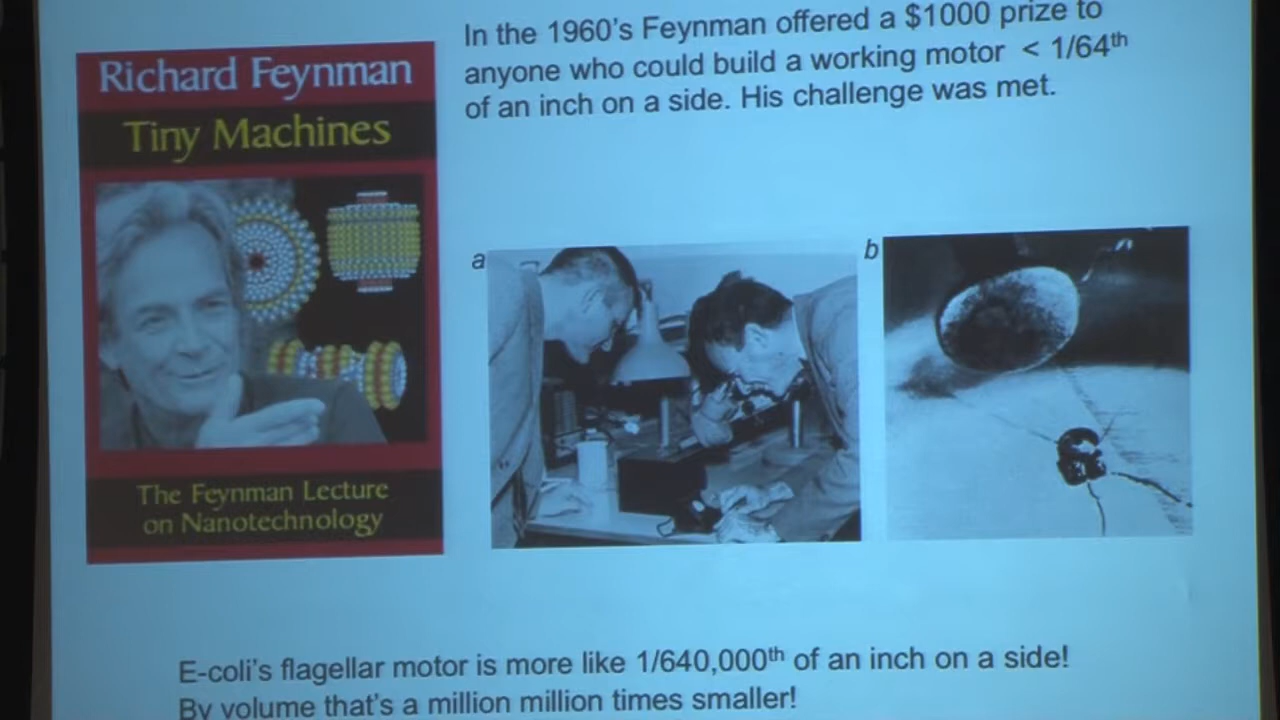 Richard Feynman
Tiny Machines
The Feynman Lecture
on Nanotechnology
In the 1960's Feynman offered a $1000 prize to
anyone who could build a working motor < 1/64th
of an inch on a side. His challenge was met.
a
b
E-coli's flagellar motor is more like 1/640,000th of an inch on a side!
By volume that's a million million times smaller!